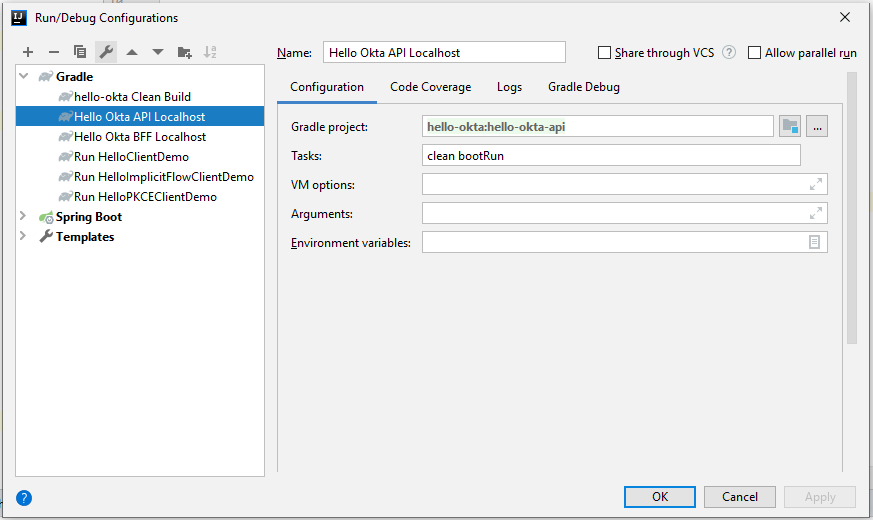 Run/Debug Configurations
Name: Hello Okta API Localhost Share through VCS ? Allow parallel run
Gradle
hello-okta Clean Build
Hello Okta API Localhost
Hello Okta BFF Localhost
Run HelloClientDemo
Run HelloImplicitFlowClientDemo
Run HelloPKCEClientDemo
Spring Boot
Templates
Configuration Code Coverage Logs Gradle Debug
Gradle project: hello-okta:hello-okta-api ...
Tasks: clean bootRun
VM options:
Arguments:
Environment variables:
? OK Cancel Apply